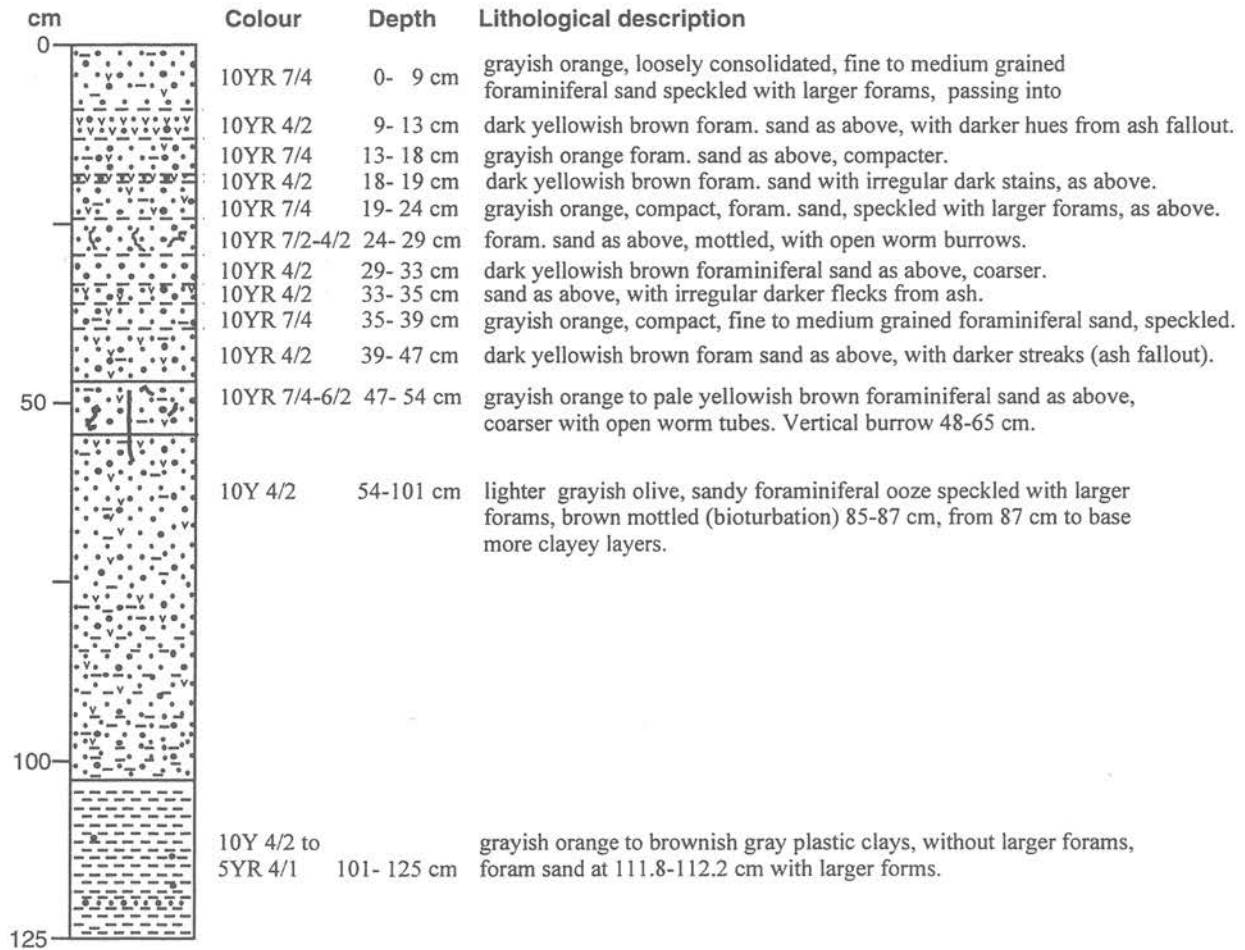 cm Colour Depth Lithological description
0
10YR 7/4 0- 9 cm grayish orange, loosely consolidated, fine to medium grained
foraminiferal sand speckled with larger forams, passing into
10YR 4/2 9- 13 cm dark yellowish brown foram. sand as above, with darker hues from ash fallout.
10YR 7/4 13- 18 cm grayish orange foram. sand as above, compacter.
10YR 4/2 18- 19 cm dark yellowish brown foram. sand with irregular dark stains, as above.
10YR 7/4 19- 24 cm grayish orange, compact, foram. sand, speckled with larger forams, as above.
10YR 7/2-4/2 24- 29 cm foram. sand as above, mottled, with open worm burrows.
10YR 4/2 29- 33 cm dark yellowish brown foraminiferal sand as above, coarser.
10YR 4/2 33- 35 cm sand as above, with irregular darker flecks from ash.
10YR 7/4 35- 39 cm grayish orange, compact, fine to medium grained foraminiferal sand, speckled.
10YR 4/2 39- 47 cm dark yellowish brown foram sand as above, with darker streaks (ash fallout).
50
10YR 7/4-6/2 47- 54 cm grayish orange to pale yellowish brown foraminiferal sand as above,
coarser with open worm tubes. Vertical burrow 48-65 cm.
10Y 4/2 54-101 cm lighter grayish olive, sandy foraminiferal ooze speckled with larger
forams, brown mottled (bioturbation) 85-87 cm, from 87 cm to base
more clayey layers.
100
10Y 4/2 to grayish orange to brownish gray plastic clays, without larger forams,
5YR 4/1 101- 125 cm foram sand at 111.8-112.2 cm with larger forms.
125